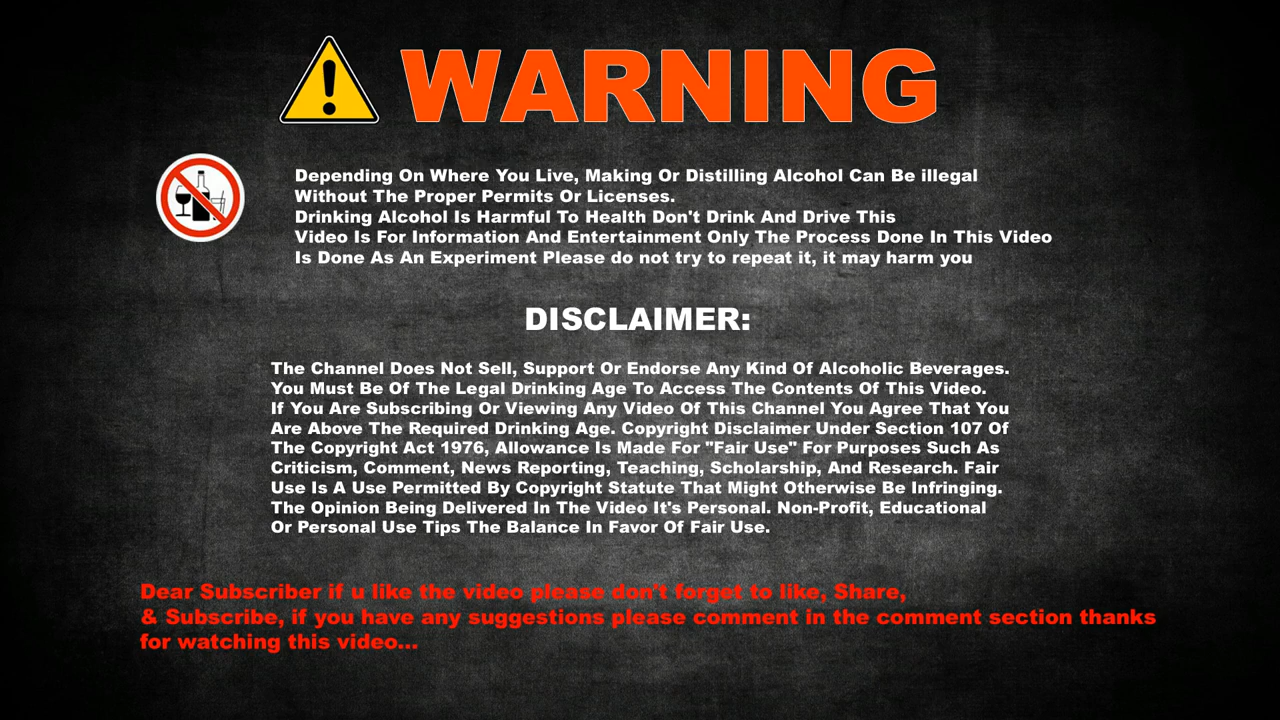 WARNING
Depending On Where You Live, Making Or Distilling Alcohol Can Be illegal
Without The Proper Permits Or Licenses.
Drinking Alcohol Is Harmful To Health Don't Drink And Drive This
Video Is For Information And Entertainment Only The Process Done In This Video
Is Done As An Experiment Please do not try to repeat it, it may harm you
DISCLAIMER:
The Channel Does Not Sell, Support Or Endorse Any Kind Of Alcoholic Beverages.
You Must Be Of The Legal Drinking Age To Access The Contents Of This Video.
If You Are Subscribing Or Viewing Any Video Of This Channel You Agree That You
Are Above The Required Drinking Age. Copyright Disclaimer Under Section 107 Of
The Copyright Act 1976, Allowance Is Made For "Fair Use" For Purposes Such As
Criticism, Comment, News Reporting, Teaching, Scholarship, And Research. Fair
Use Is A Use Permitted By Copyright Statute That Might Otherwise Be Infringing.
The Opinion Being Delivered In The Video It's Personal. Non-Profit, Educational
Or Personal Use Tips The Balance In Favor Of Fair Use.
Dear Subscriber if u like the video please don't forget to like, Share,
& Subscribe, if you have any suggestions please comment in the comment section thanks
for watching this video...